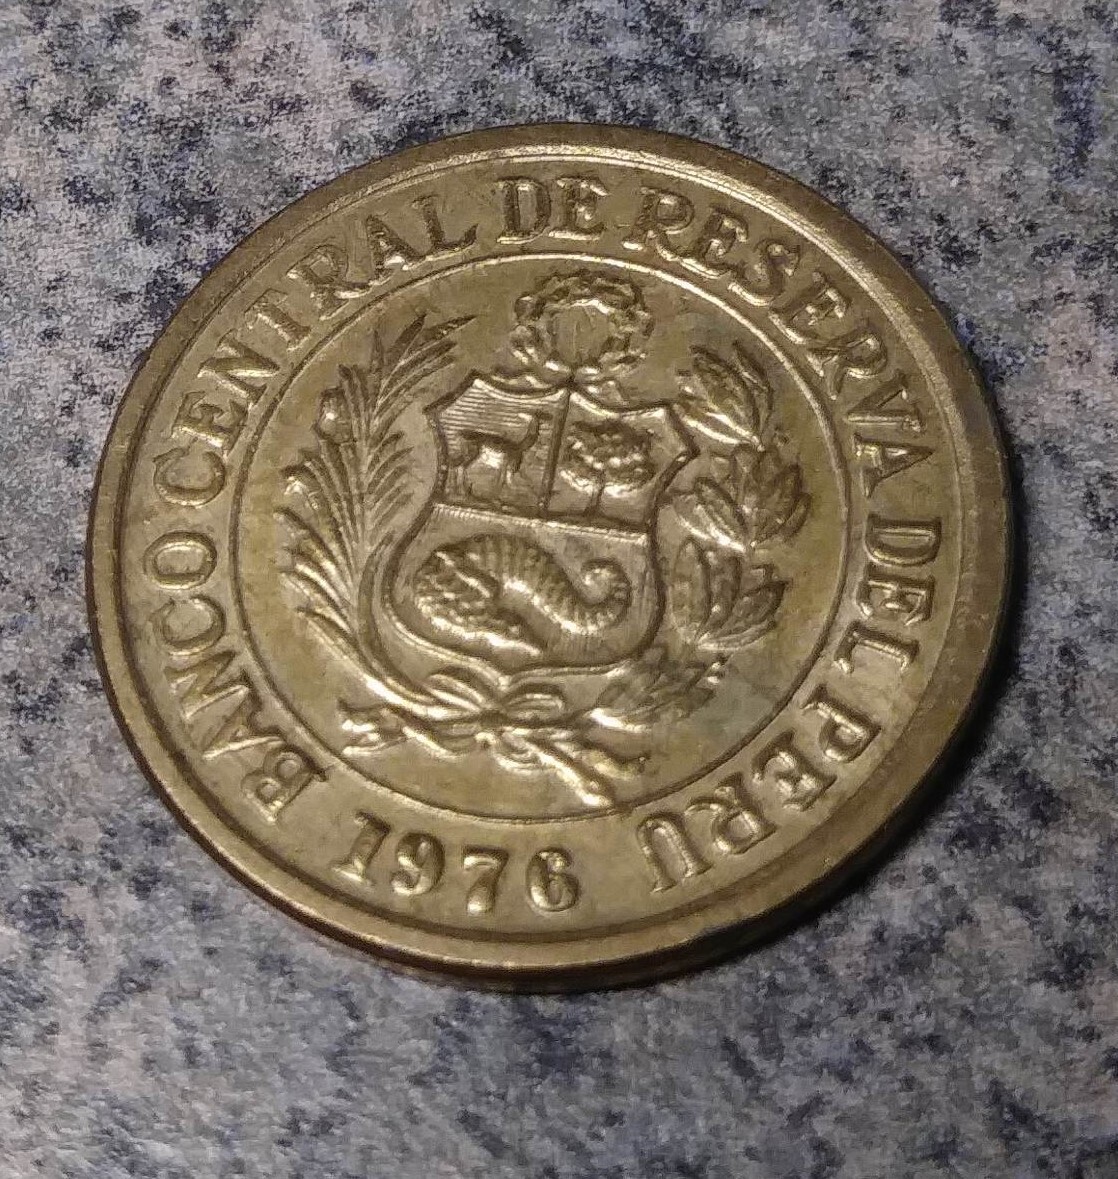 BANCO CENTRAL DE RESERVA DEL PERU
1976